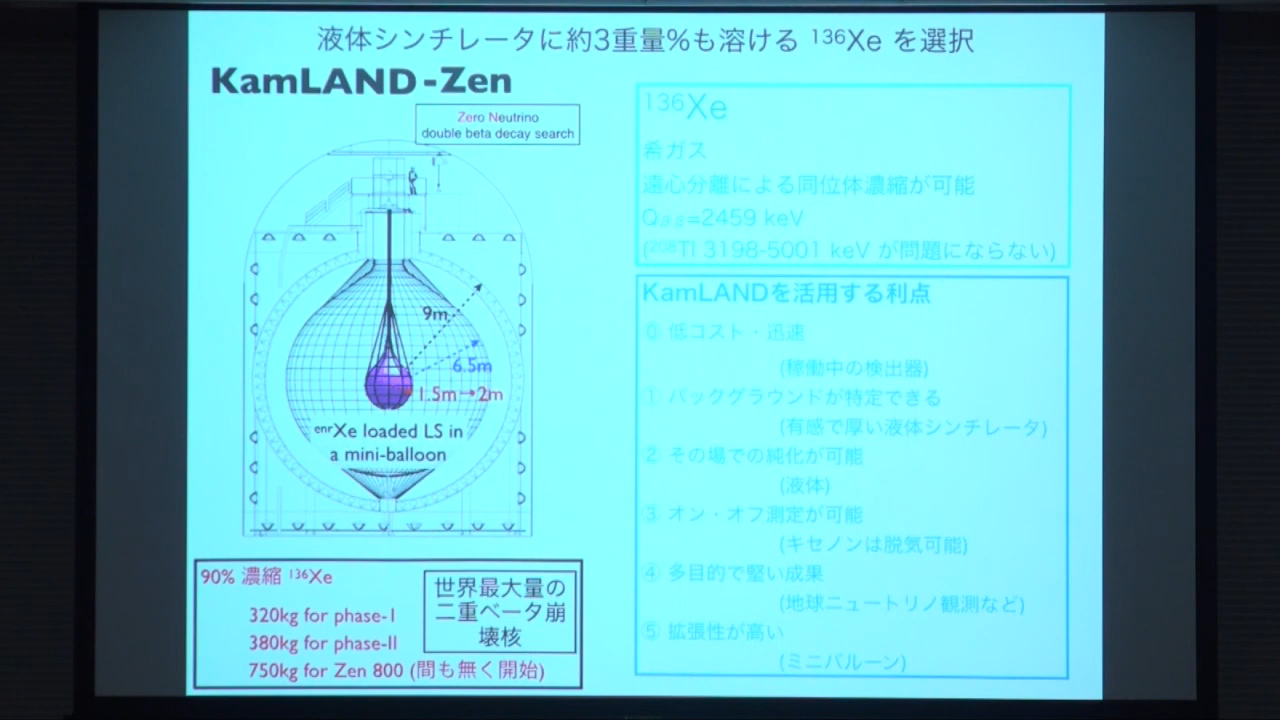 液体シンチレータに約3重量%も溶ける ¹³⁶Xe を選択
KamLAND-Zen
Zero Neutrino
double beta decay search
9m
6.5m
1.5m→2m
ᵉⁿʳXe loaded LS in
a mini-balloon
90% 濃縮 ¹³⁶Xe
320kg for phase-I
380kg for phase-II
750kg for Zen 800 (間も無く開始)
世界最大量の
二重ベータ崩
壊核
¹³⁶Xe
希ガス
遠心分離による同位体濃縮が可能
Qββ=2459 keV
(²⁰⁸Tl 3198-5001 keV が問題にならない)
KamLANDを活用する利点
⓪ 低コスト・迅速
(稼働中の検出器)
① バックグラウンドが特定できる
(有感で厚い液体シンチレータ)
② その場での純化が可能
(液体)
③ オン・オフ測定が可能
(キセノンは脱気可能)
④ 多目的で堅い成果
(地球ニュートリノ観測など)
⑤ 拡張性が高い
(ミニバルーン)